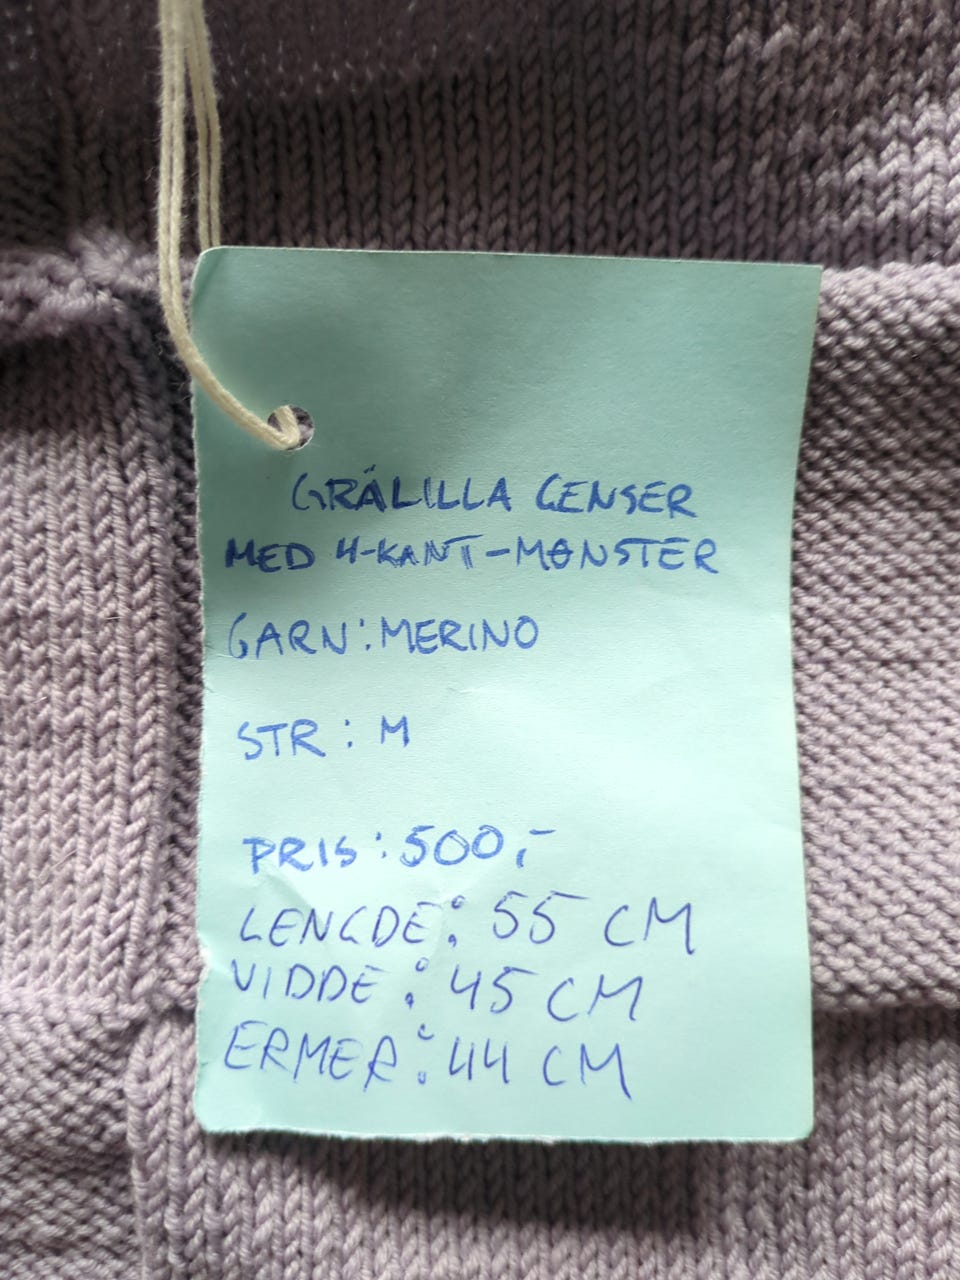 GRÅLILLA GENSER
MED 4-KANT-MØNSTER
GARN: MERINO
STR: M
PRIS: 500,-
LENGDE: 55 CM
VIDDE: 45 CM
ERMER: 44 CM